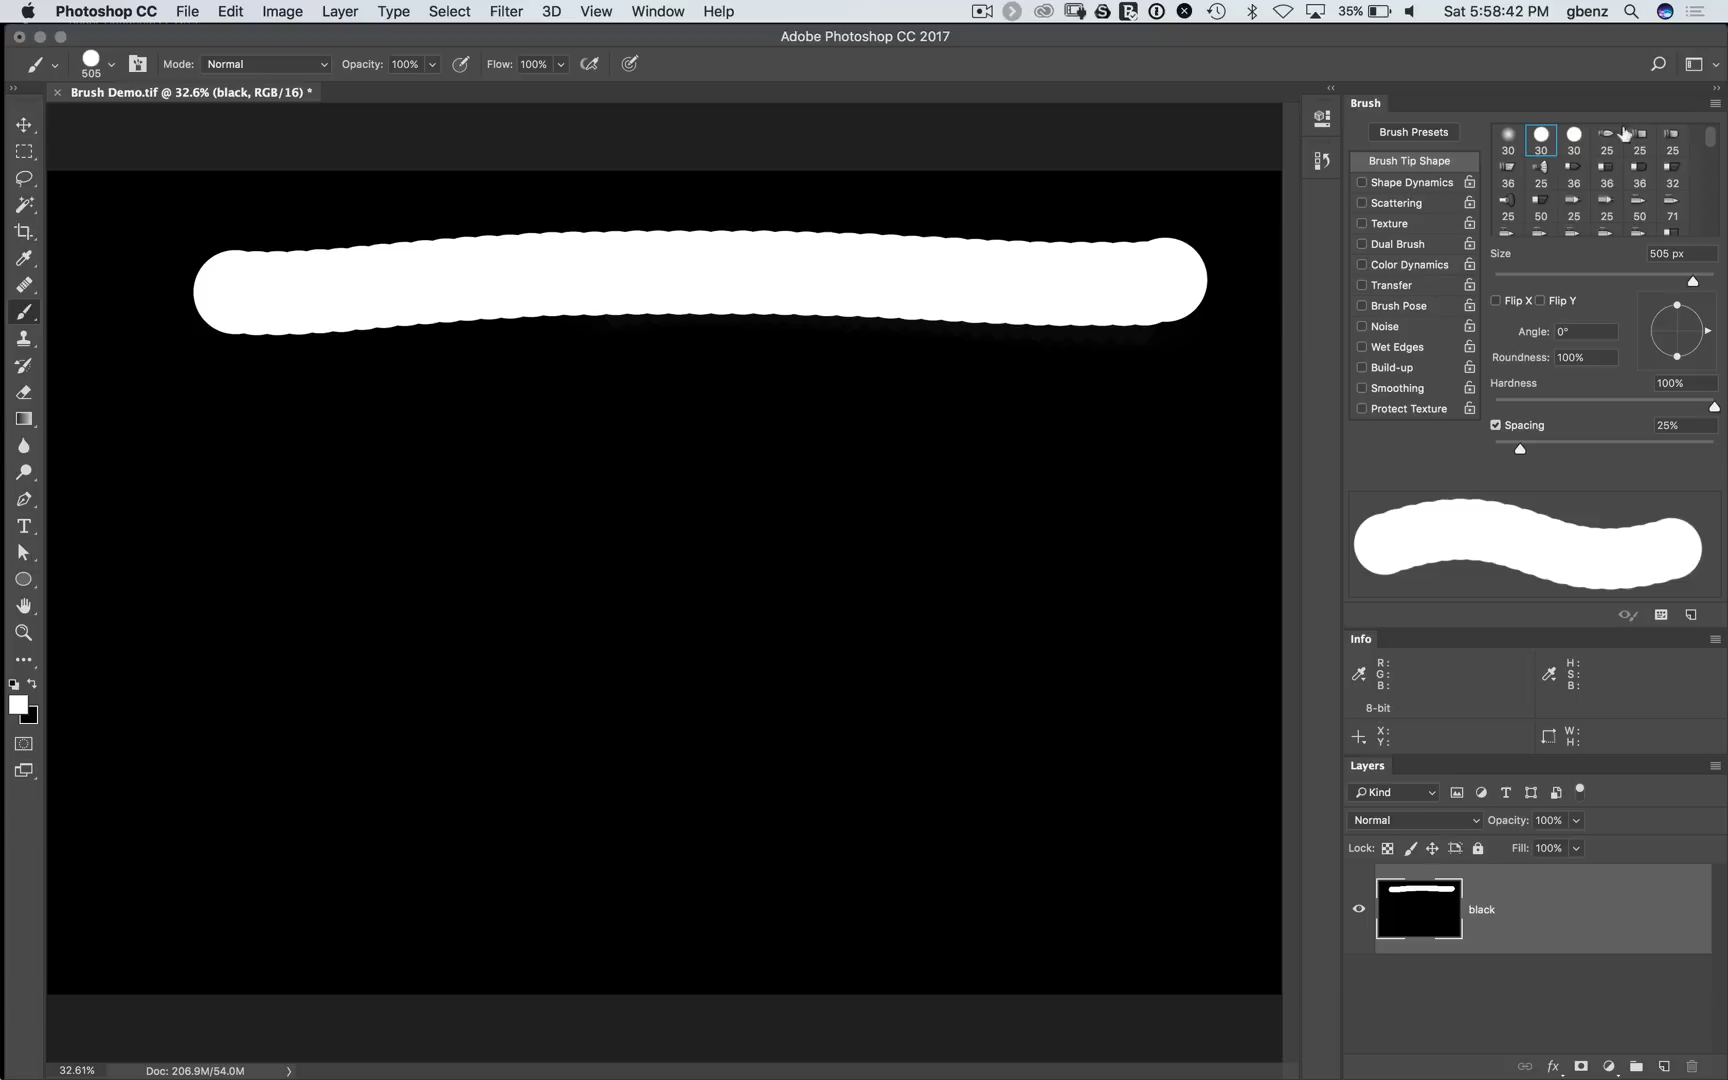 Photoshop CC File Edit Image Layer Type Select Filter 3D View Window Help 35% Sat 5:58:42 PM gbenz
Adobe Photoshop CC 2017
505 Mode: Normal Opacity: 100% Flow: 100%
× Brush Demo.tif @ 32.6% (black, RGB/16) *
Brush
Brush Presets
30 30 30 25 25 25
36 25 36 36 36 32
25 50 25 25 50 71
Brush Tip Shape
Shape Dynamics
Scattering
Texture
Dual Brush
Color Dynamics
Transfer
Brush Pose
Noise
Wet Edges
Build-up
Smoothing
Protect Texture
Size 505 px
Flip X Flip Y
Angle: 0°
Roundness: 100%
Hardness 100%
Spacing 25%
Info
R: H:
G: S:
B: B:
8-bit
X: W:
Y: H:
Layers
Kind
Normal Opacity: 100%
Lock: Fill: 100%
black
fx
32.61% Doc: 206.9M/54.0M